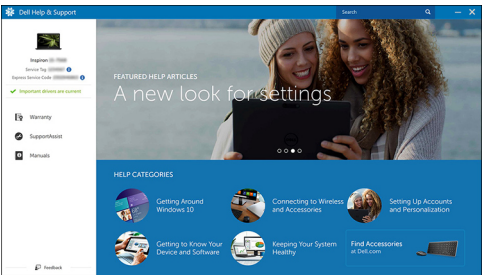 Dell Help & Support
Search
Inspiron
Service Tag
Express Service Code
Important drivers are current
Warranty
SupportAssist
Manuals
Feedback
FEATURED HELP ARTICLES
A new look for settings
HELP CATEGORIES
Getting Around
Windows 10
Connecting to Wireless
and Accessories
Setting Up Accounts
and Personalization
Getting to Know Your
Device and Software
Keeping Your System
Healthy
Find Accessories
at Dell.com